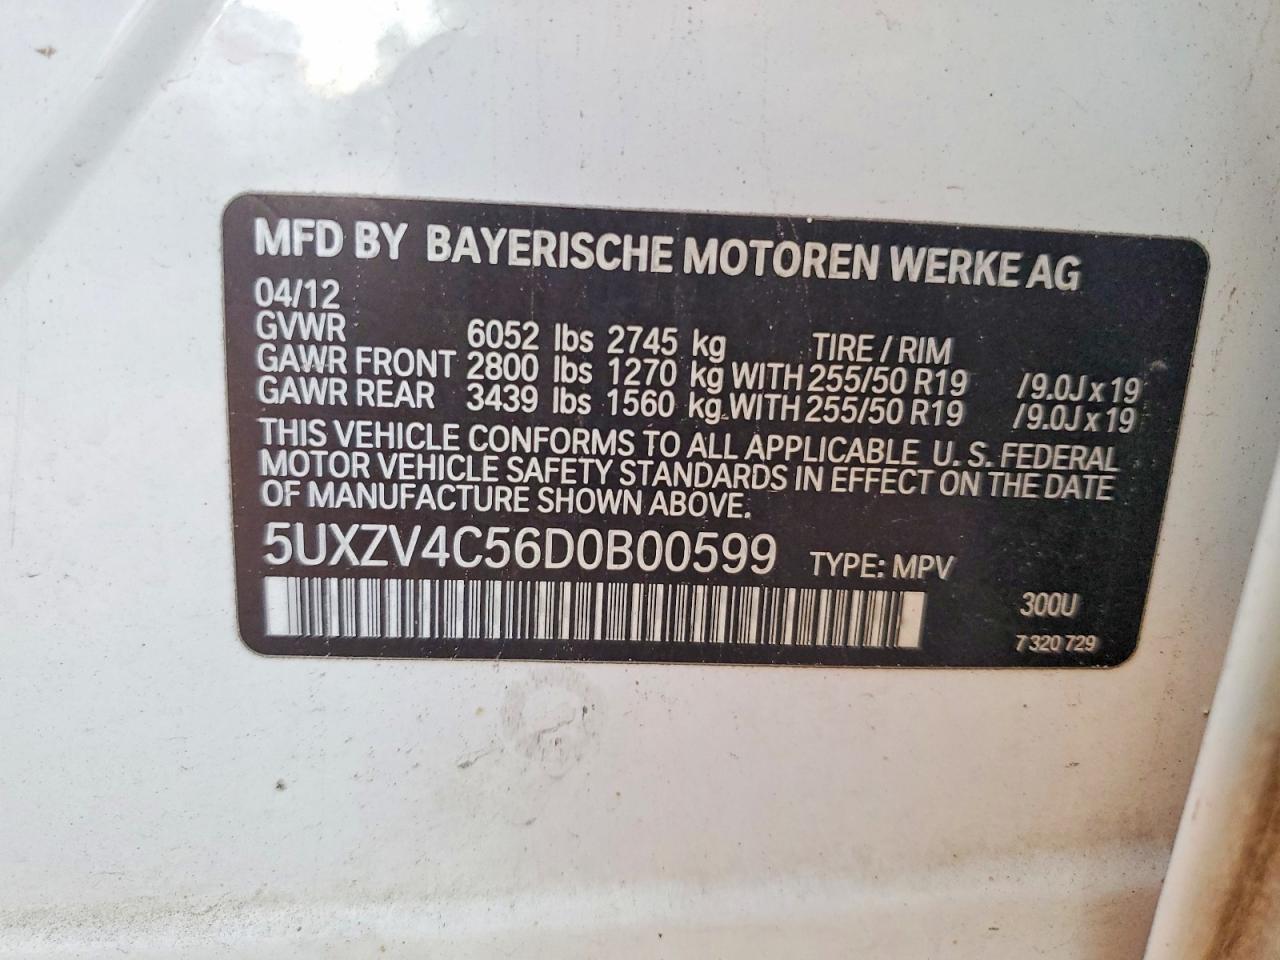 MFD BY BAYERISCHE MOTOREN WERKE AG
04/12
GVWR 6052 lbs 2745 kg TIRE / RIM
GAWR FRONT 2800 lbs 1270 kg WITH 255/50 R19 /9.0J x 19
GAWR REAR 3439 lbs 1560 kg WITH 255/50 R19 /9.0J x 19
THIS VEHICLE CONFORMS TO ALL APPLICABLE U. S. FEDERAL
MOTOR VEHICLE SAFETY STANDARDS IN EFFECT ON THE DATE
OF MANUFACTURE SHOWN ABOVE.
5UXZV4C56D0B00599 TYPE: MPV
300U
7 320 729